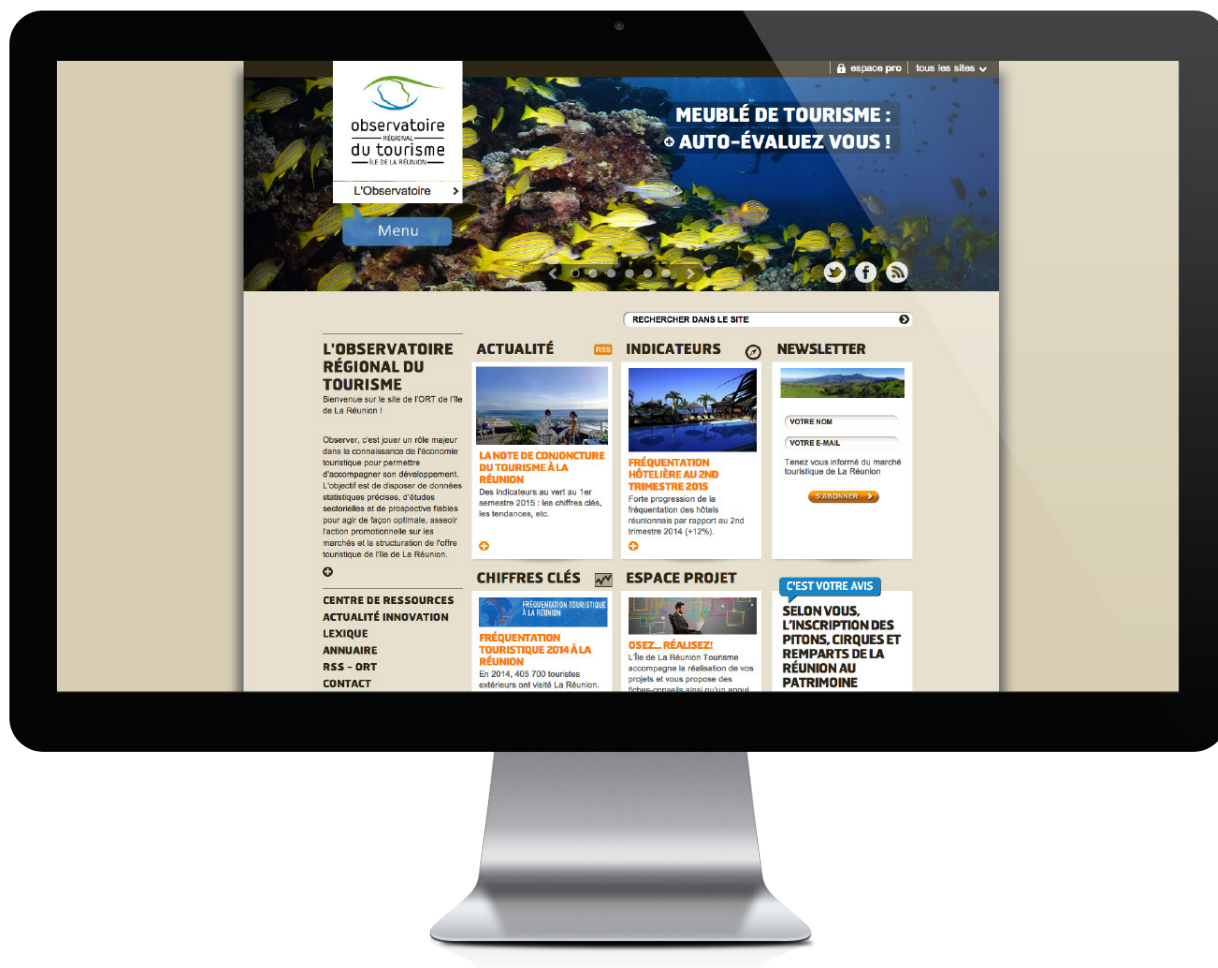 espace pro
tous les sites
observatoire
RÉGIONAL
du tourisme
ÎLE DE LA RÉUNION
L'Observatoire
Menu
MEUBLÉ DE TOURISME :
AUTO-ÉVALUEZ VOUS !
RECHERCHER DANS LE SITE
L'OBSERVATOIRE
RÉGIONAL DU
TOURISME
Bienvenue sur le site de l'ORT de l'île
de La Réunion !
Observer, c'est jouer un rôle majeur
dans la connaissance de l'économie
touristique pour permettre
d'accompagner son développement.
L'objectif est de disposer de données
statistiques précises, d'études
sectorielles et de prospective fiables
pour agir de façon optimale, asseoir
l'action promotionnelle sur les
marchés et la structuration de l'offre
touristique de l'île de La Réunion.
CENTRE DE RESSOURCES
ACTUALITÉ INNOVATION
LEXIQUE
ANNUAIRE
RSS - ORT
CONTACT
ACTUALITÉ
RSS
LA NOTE DE CONJONCTURE
DU TOURISME À LA
RÉUNION
Des indicateurs au vert au 1er
semestre 2015 : les chiffres clés,
les tendances, etc.
INDICATEURS
FRÉQUENTATION
HÔTELIÈRE AU 2ND
TRIMESTRE 2015
Forte progression de la
fréquentation des hôtels
réunionnais par rapport au 2nd
trimestre 2014 (+12%).
NEWSLETTER
VOTRE NOM
VOTRE E-MAIL
Tenez vous informé du marché
touristique de La Réunion
S'ABONNER
CHIFFRES CLÉS
FRÉQUENTATION TOURISTIQUE
À LA RÉUNION
FRÉQUENTATION
TOURISTIQUE 2014 À LA
RÉUNION
En 2014, 405 700 touristes
extérieurs ont visité La Réunion.
ESPACE PROJET
OSEZ... RÉALISEZ!
L'Île de La Réunion Tourisme
accompagne la réalisation de vos
projets et vous propose des
fiches-conseils ainsi qu'un appui
C'EST VOTRE AVIS
SELON VOUS,
L'INSCRIPTION DES
PITONS, CIRQUES ET
REMPARTS DE LA
RÉUNION AU
PATRIMOINE